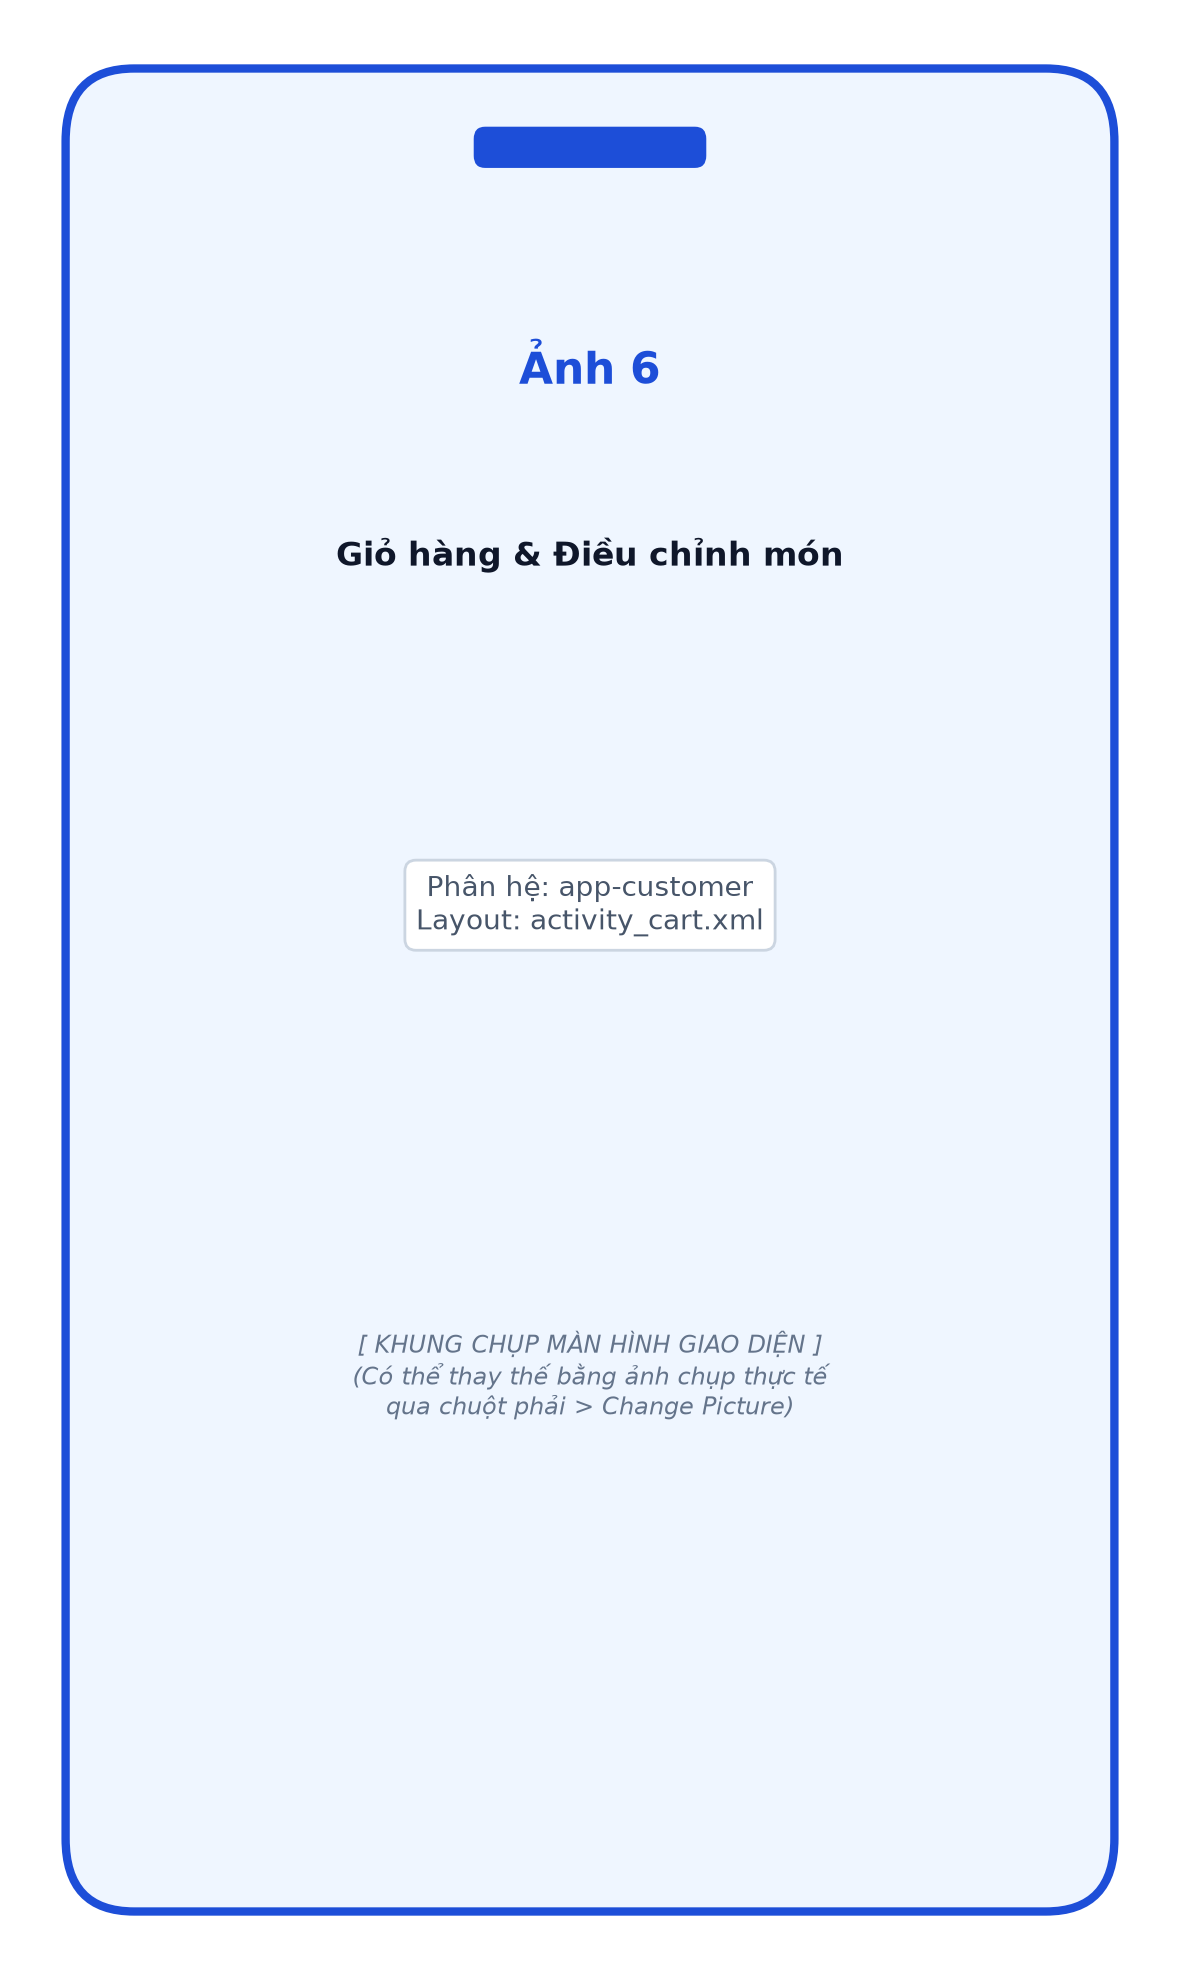 Ảnh 6
Giỏ hàng & Điều chỉnh món
Phân hệ: app-customer
Layout: activity_cart.xml
[ KHUNG CHỤP MÀN HÌNH GIAO DIỆN ]
(Có thể thay thế bằng ảnh chụp thực tế
qua chuột phải > Change Picture)